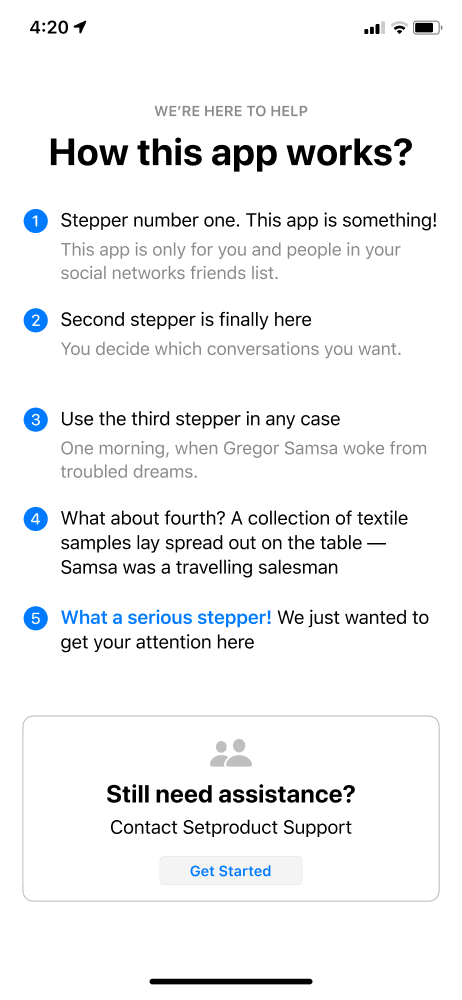 4:20
WE’RE HERE TO HELP
How this app works?
1 Stepper number one. This app is something!
This app is only for you and people in your
social networks friends list.
2 Second stepper is finally here
You decide which conversations you want.
3 Use the third stepper in any case
One morning, when Gregor Samsa woke from
troubled dreams.
4 What about fourth? A collection of textile
samples lay spread out on the table —
Samsa was a travelling salesman
5 What a serious stepper! We just wanted to
get your attention here
Still need assistance?
Contact Setproduct Support
Get Started